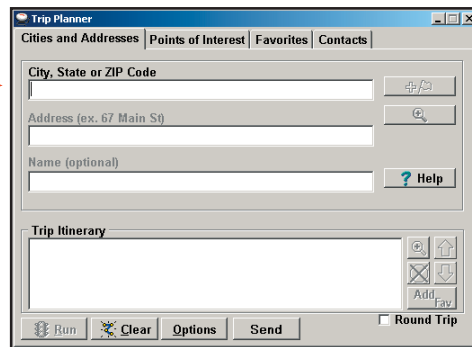 Trip Planner
Cities and Addresses Points of Interest Favorites Contacts
City, State or ZIP Code
Address (ex. 67 Main St)
Name (optional)
? Help
Trip Itinerary
Add Fav
Round Trip
Run Clear Options Send